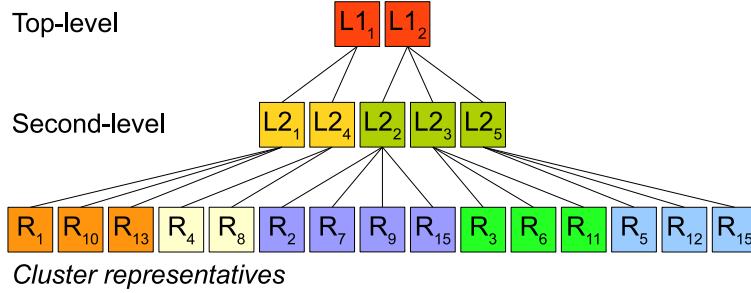 Top-level L1₁ L1₂
Second-level L2₁ L2₄ L2₂ L2₃ L2₅
R₁ R₁₀ R₁₃ R₄ R₈ R₂ R₇ R₉ R₁₅ R₃ R₆ R₁₁ R₅ R₁₂ R₁₅
Cluster representatives